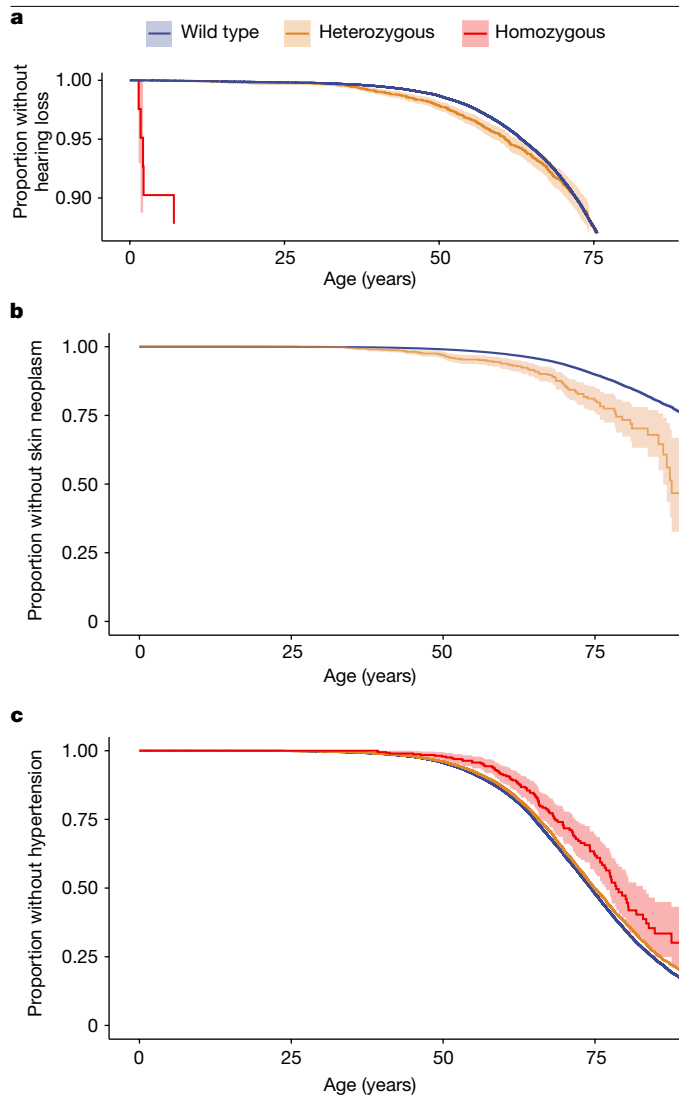 a
Wild type Heterozygous Homozygous
Proportion without
hearing loss
1.00
0.95
0.90
0 25 50 75
Age (years)
b
Proportion without skin neoplasm
1.00
0.75
0.50
0.25
0
0 25 50 75
Age (years)
c
Proportion without hypertension
1.00
0.75
0.50
0.25
0
0 25 50 75
Age (years)